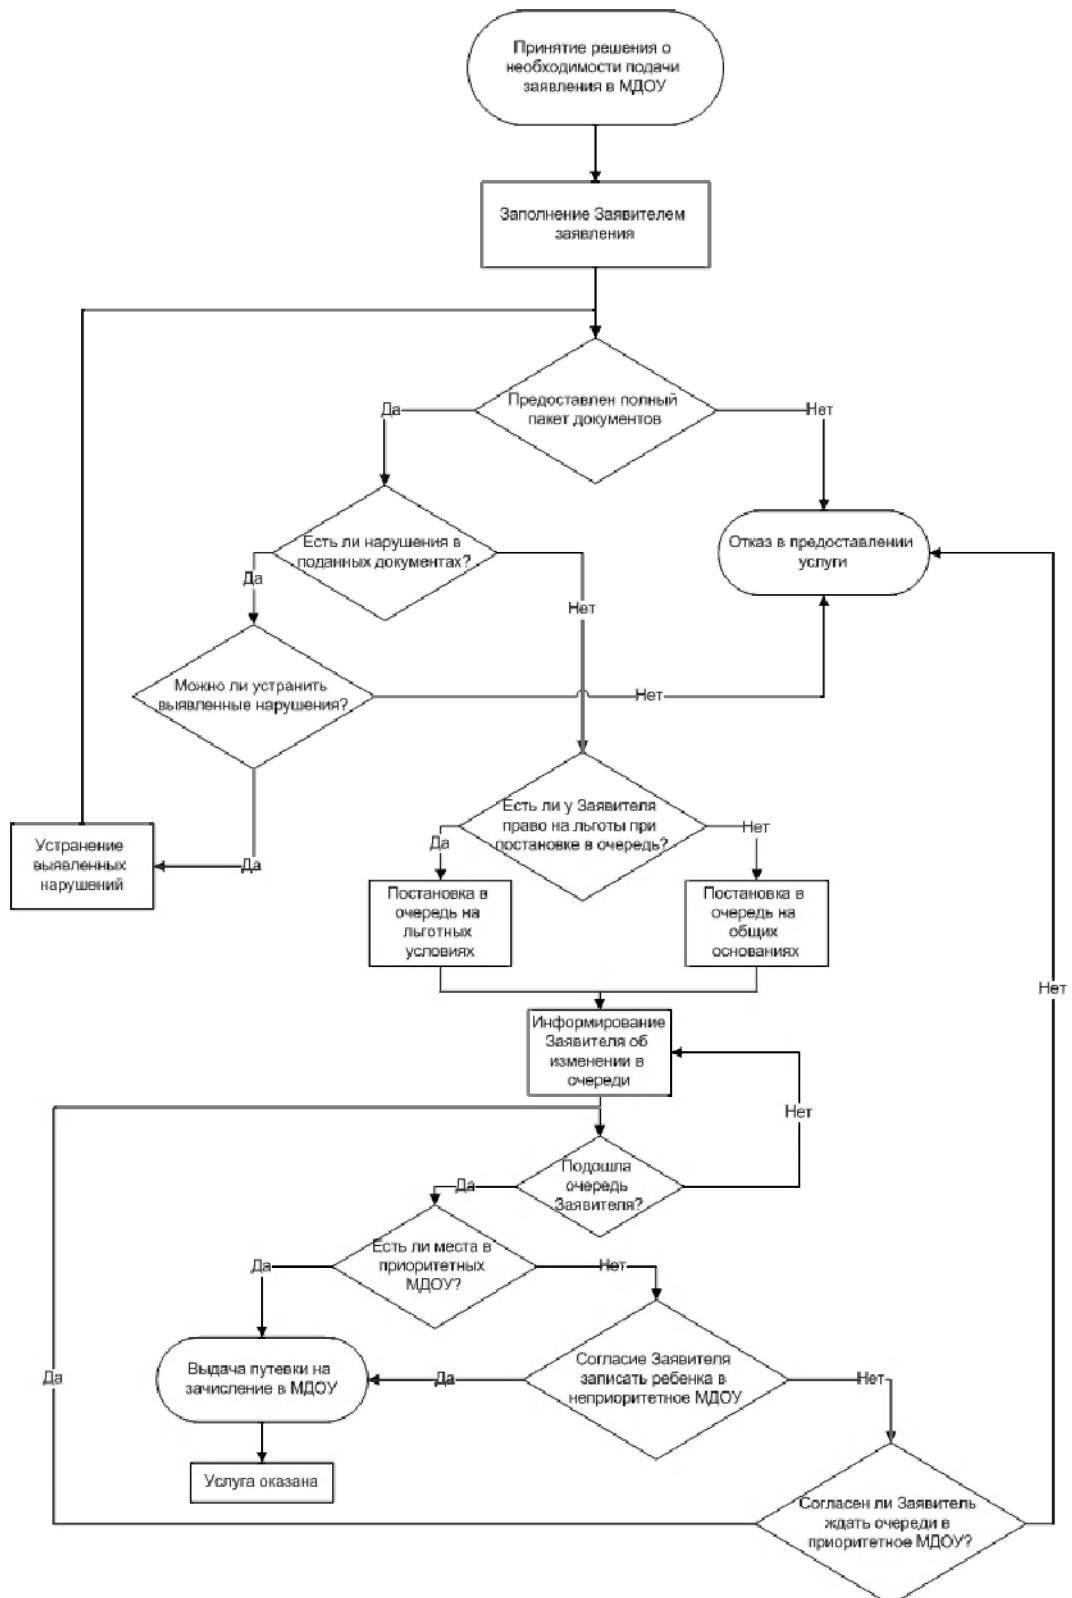 Принятие решения о
необходимости подачи
заявления в МДОУ
Заполнение Заявителем
заявления
Предоставлен полный
пакет документов
Да
Нет
Есть ли нарушения в
поданных документах?
Отказ в предоставлении
услуги
Да
Нет
Можно ли устранить
выявленные нарушения?
Нет
Есть ли у Заявителя
право на льготы при
постановке в очередь?
Да
Нет
Устранение
выявленных
нарушений
Да
Постановка в
очередь на
льготных
условиях
Постановка в
очередь на
общих
основаниях
Нет
Информирование
Заявителя об
изменении в
очереди
Нет
Подошла
очередь
Заявителя?
Да
Есть ли места в
приоритетных
МДОУ?
Да
Нет
Выдача путевки на
зачисление в МДОУ
Да
Согласие Заявителя
записать ребенка в
неприоритетное МДОУ
Да
Нет
Услуга оказана
Согласен ли Заявитель
ждать очереди в
приоритетное МДОУ?